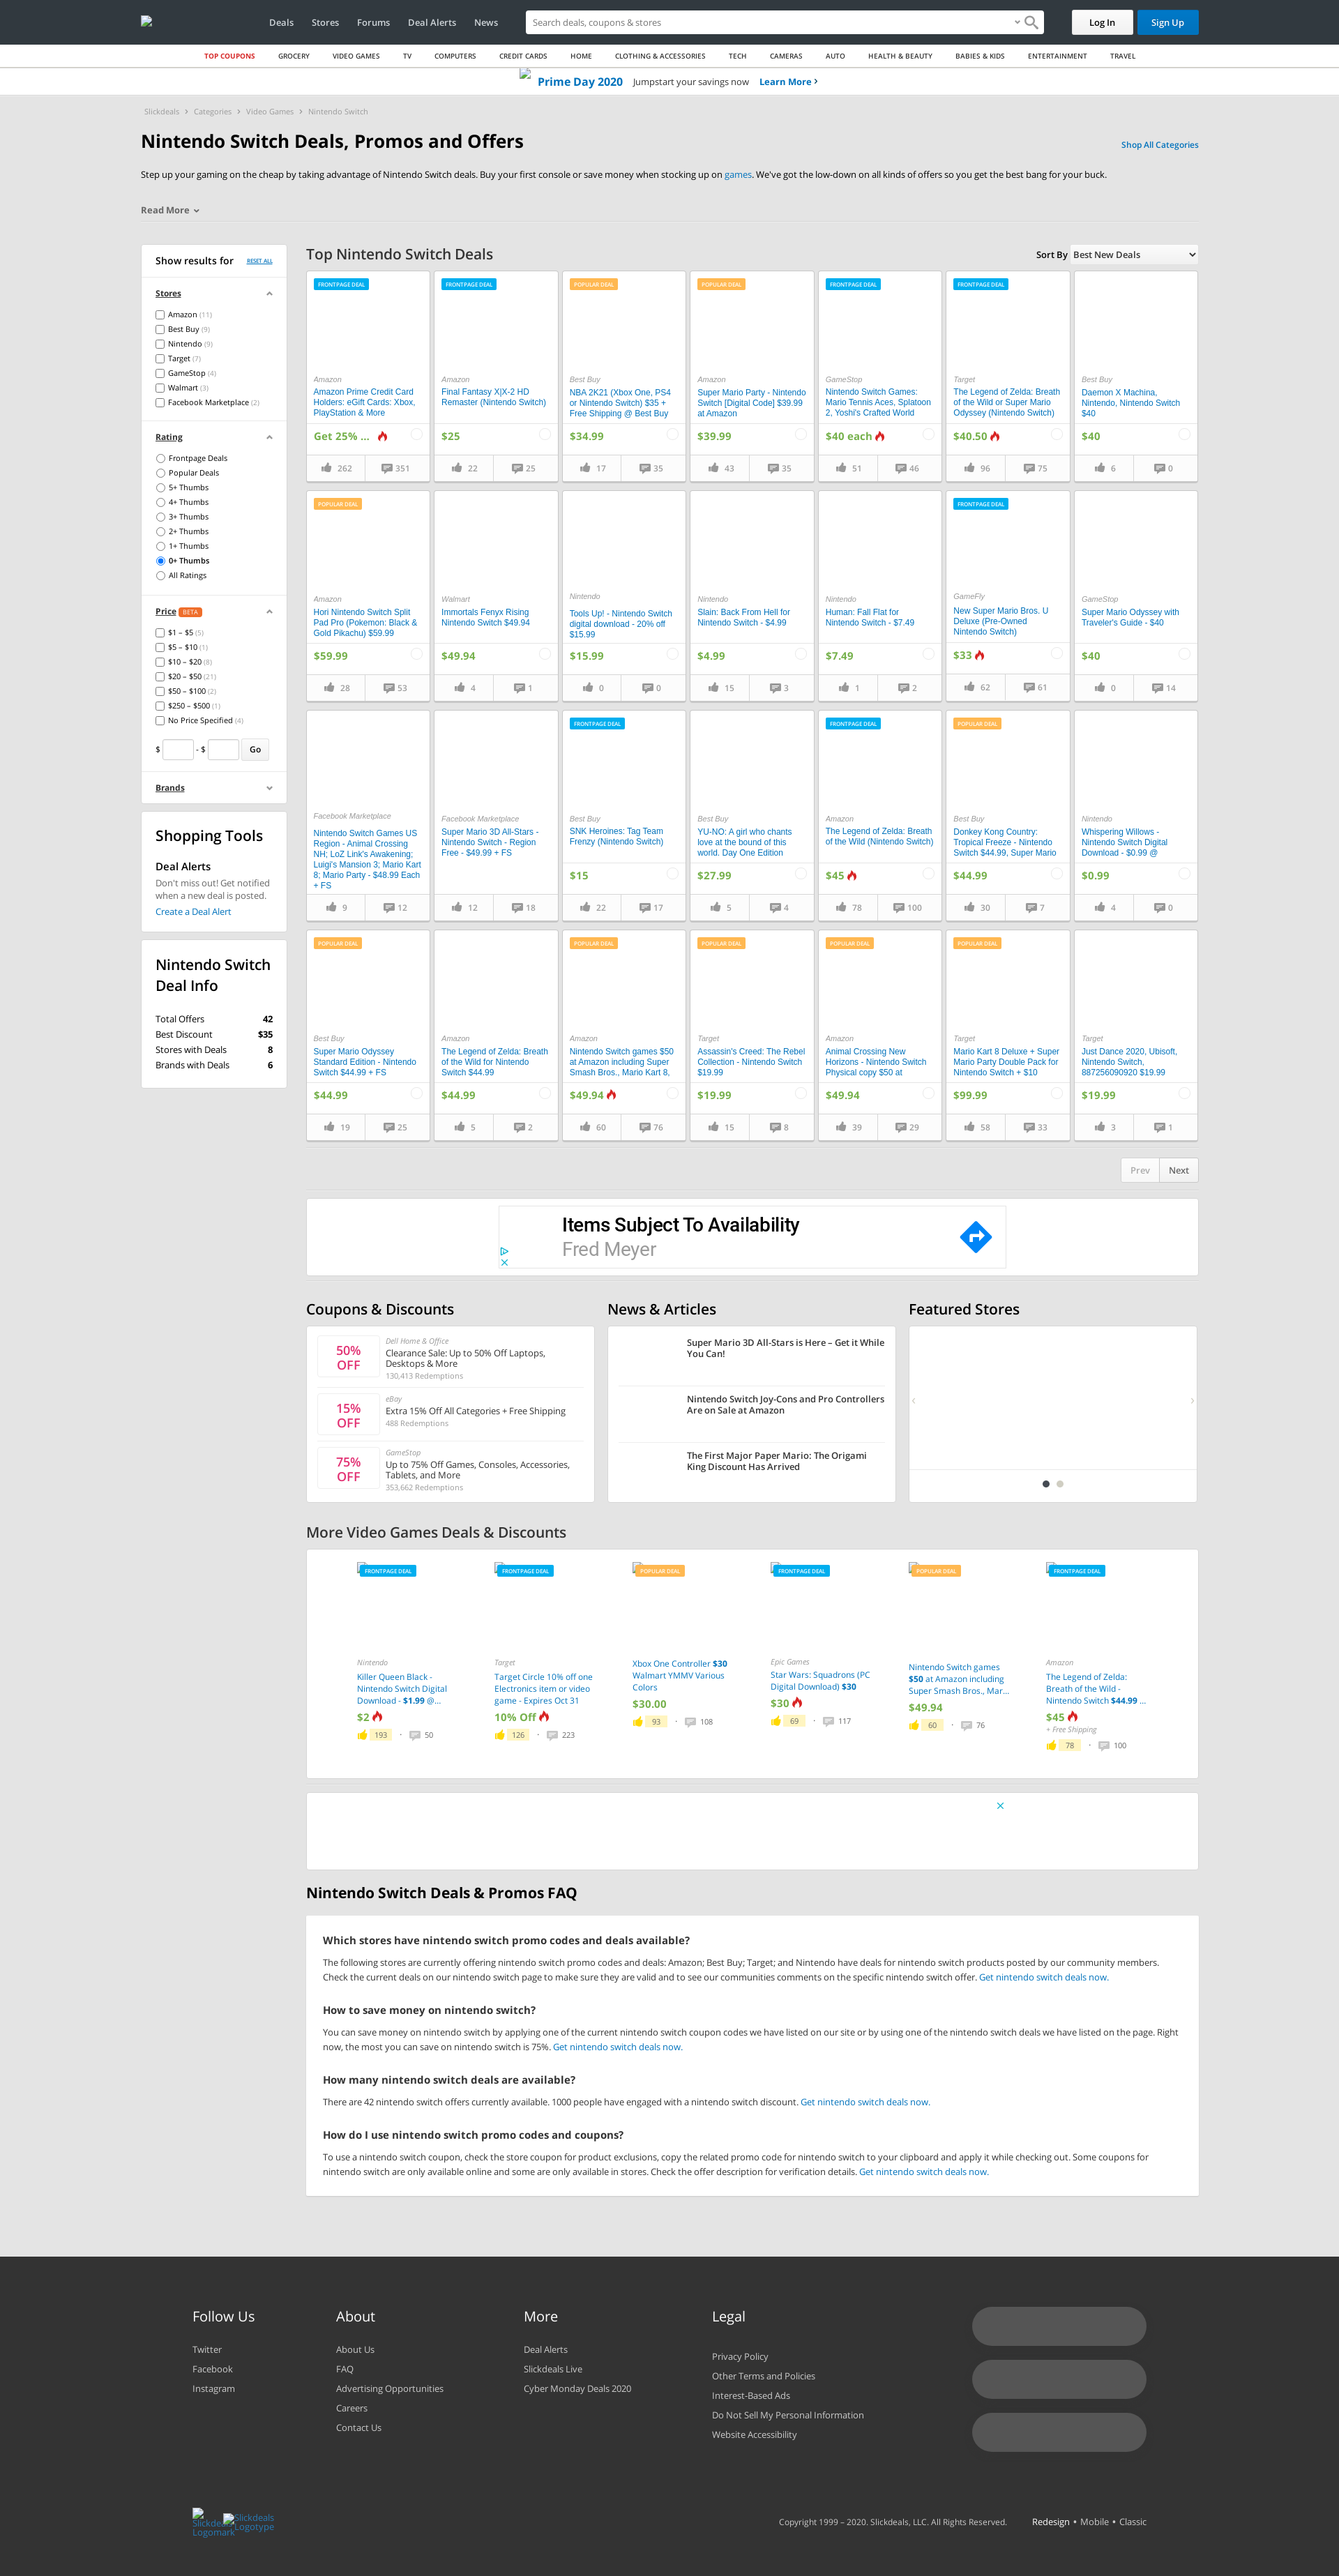 Deals Stores Forums Deal Alerts News
Search deals, coupons & stores
Log In Sign Up
TOP COUPONS GROCERY VIDEO GAMES TV COMPUTERS CREDIT CARDS HOME CLOTHING & ACCESSORIES TECH CAMERAS AUTO HEALTH & BEAUTY BABIES & KIDS ENTERTAINMENT TRAVEL
Prime Day 2020 Jumpstart your savings now Learn More
Slickdeals Categories Video Games Nintendo Switch
Nintendo Switch Deals, Promos and Offers
Shop All Categories
Step up your gaming on the cheap by taking advantage of Nintendo Switch deals. Buy your first console or save money when stocking up on games. We've got the low-down on all kinds of offers so you get the best bang for your buck.
Read More
Show results for RESET ALL
Stores
Amazon (11)
Best Buy (9)
Nintendo (9)
Target (7)
GameStop (4)
Walmart (3)
Facebook Marketplace (2)
Rating
Frontpage Deals
Popular Deals
5+ Thumbs
4+ Thumbs
3+ Thumbs
2+ Thumbs
1+ Thumbs
0+ Thumbs
All Ratings
Price BETA
$1 – $5 (5)
$5 – $10 (1)
$10 – $20 (8)
$20 – $50 (21)
$50 – $100 (2)
$250 – $500 (1)
No Price Specified (4)
$ - $ Go
Brands
Shopping Tools
Deal Alerts
Don't miss out! Get notified
when a new deal is posted.
Create a Deal Alert
Nintendo Switch
Deal Info
Total Offers 42
Best Discount $35
Stores with Deals 8
Brands with Deals 6
Top Nintendo Switch Deals
Sort By Best New Deals
FRONTPAGE DEAL
Amazon
Amazon Prime Credit Card
Holders: eGift Cards: Xbox,
PlayStation & More
Get 25% ...
262 351
FRONTPAGE DEAL
Amazon
Final Fantasy X|X-2 HD
Remaster (Nintendo Switch)
$25
22 25
POPULAR DEAL
Best Buy
NBA 2K21 (Xbox One, PS4
or Nintendo Switch) $35 +
Free Shipping @ Best Buy
$34.99
17 35
POPULAR DEAL
Amazon
Super Mario Party - Nintendo
Switch [Digital Code] $39.99
at Amazon
$39.99
43 35
FRONTPAGE DEAL
GameStop
Nintendo Switch Games:
Mario Tennis Aces, Splatoon
2, Yoshi's Crafted World
$40 each
51 46
FRONTPAGE DEAL
Target
The Legend of Zelda: Breath
of the Wild or Super Mario
Odyssey (Nintendo Switch)
$40.50
96 75
Best Buy
Daemon X Machina,
Nintendo, Nintendo Switch
$40
$40
6 0
POPULAR DEAL
Amazon
Hori Nintendo Switch Split
Pad Pro (Pokemon: Black &
Gold Pikachu) $59.99
$59.99
28 53
Walmart
Immortals Fenyx Rising
Nintendo Switch $49.94
$49.94
4 1
Nintendo
Tools Up! - Nintendo Switch
digital download - 20% off
$15.99
$15.99
0 0
Nintendo
Slain: Back From Hell for
Nintendo Switch - $4.99
$4.99
15 3
Nintendo
Human: Fall Flat for
Nintendo Switch - $7.49
$7.49
1 2
FRONTPAGE DEAL
GameFly
New Super Mario Bros. U
Deluxe (Pre-Owned
Nintendo Switch)
$33
62 61
GameStop
Super Mario Odyssey with
Traveler's Guide - $40
$40
0 14
Facebook Marketplace
Nintendo Switch Games US
Region - Animal Crossing
NH; LoZ Link's Awakening;
Luigi's Mansion 3; Mario Kart
8; Mario Party - $48.99 Each
+ FS
9 12
Facebook Marketplace
Super Mario 3D All-Stars -
Nintendo Switch - Region
Free - $49.99 + FS
12 18
FRONTPAGE DEAL
Best Buy
SNK Heroines: Tag Team
Frenzy (Nintendo Switch)
$15
22 17
Best Buy
YU-NO: A girl who chants
love at the bound of this
world. Day One Edition
$27.99
5 4
FRONTPAGE DEAL
Amazon
The Legend of Zelda: Breath
of the Wild (Nintendo Switch)
$45
78 100
POPULAR DEAL
Best Buy
Donkey Kong Country:
Tropical Freeze - Nintendo
Switch $44.99, Super Mario
$44.99
30 7
Nintendo
Whispering Willows -
Nintendo Switch Digital
Download - $0.99 @
$0.99
4 0
POPULAR DEAL
Best Buy
Super Mario Odyssey
Standard Edition - Nintendo
Switch $44.99 + FS
$44.99
19 25
Amazon
The Legend of Zelda: Breath
of the Wild for Nintendo
Switch $44.99
$44.99
5 2
POPULAR DEAL
Amazon
Nintendo Switch games $50
at Amazon including Super
Smash Bros., Mario Kart 8,
$49.94
60 76
POPULAR DEAL
Target
Assassin's Creed: The Rebel
Collection - Nintendo Switch
$19.99
$19.99
15 8
POPULAR DEAL
Amazon
Animal Crossing New
Horizons - Nintendo Switch
Physical copy $50 at
$49.94
39 29
POPULAR DEAL
Target
Mario Kart 8 Deluxe + Super
Mario Party Double Pack for
Nintendo Switch + $10
$99.99
58 33
Target
Just Dance 2020, Ubisoft,
Nintendo Switch,
887256090920 $19.99
$19.99
3 1
Prev Next
Items Subject To Availability
Fred Meyer
Coupons & Discounts
50%
OFF
Dell Home & Office
Clearance Sale: Up to 50% Off Laptops,
Desktops & More
130,413 Redemptions
15%
OFF
eBay
Extra 15% Off All Categories + Free Shipping
488 Redemptions
75%
OFF
GameStop
Up to 75% Off Games, Consoles, Accessories,
Tablets, and More
353,662 Redemptions
News & Articles
Super Mario 3D All-Stars is Here – Get it While
You Can!
Nintendo Switch Joy-Cons and Pro Controllers
Are on Sale at Amazon
The First Major Paper Mario: The Origami
King Discount Has Arrived
Featured Stores
More Video Games Deals & Discounts
FRONTPAGE DEAL
Nintendo
Killer Queen Black -
Nintendo Switch Digital
Download - $1.99 @...
$2
193 · 50
FRONTPAGE DEAL
Target
Target Circle 10% off one
Electronics item or video
game - Expires Oct 31
10% Off
126 · 223
POPULAR DEAL
Xbox One Controller $30
Walmart YMMV Various
Colors
$30.00
93 · 108
FRONTPAGE DEAL
Epic Games
Star Wars: Squadrons (PC
Digital Download) $30
$30
69 · 117
POPULAR DEAL
Nintendo Switch games
$50 at Amazon including
Super Smash Bros., Mar...
$49.94
60 · 76
FRONTPAGE DEAL
Amazon
The Legend of Zelda:
Breath of the Wild -
Nintendo Switch $44.99 ...
$45
+ Free Shipping
78 · 100
Nintendo Switch Deals & Promos FAQ
Which stores have nintendo switch promo codes and deals available?
The following stores are currently offering nintendo switch promo codes and deals: Amazon; Best Buy; Target; and Nintendo have deals for nintendo switch products posted by our community members.
Check the current deals on our nintendo switch page to make sure they are valid and to see our communities comments on the specific nintendo switch offer. Get nintendo switch deals now.
How to save money on nintendo switch?
You can save money on nintendo switch by applying one of the current nintendo switch coupon codes we have listed on our site or by using one of the nintendo switch deals we have listed on the page. Right
now, the most you can save on nintendo switch is 75%. Get nintendo switch deals now.
How many nintendo switch deals are available?
There are 42 nintendo switch offers currently available. 1000 people have engaged with a nintendo switch discount. Get nintendo switch deals now.
How do I use nintendo switch promo codes and coupons?
To use a nintendo switch coupon, check the store coupon for product exclusions, copy the related promo code for nintendo switch to your clipboard and apply it while checking out. Some coupons for
nintendo switch are only available online and some are only available in stores. Check the offer description for verification details. Get nintendo switch deals now.
Follow Us
Twitter
Facebook
Instagram
About
About Us
FAQ
Advertising Opportunities
Careers
Contact Us
More
Deal Alerts
Slickdeals Live
Cyber Monday Deals 2020
Legal
Privacy Policy
Other Terms and Policies
Interest-Based Ads
Do Not Sell My Personal Information
Website Accessibility
Slickdeals
Logomark
Slickdeals
Logotype
Copyright 1999 – 2020. Slickdeals, LLC. All Rights Reserved. Redesign • Mobile • Classic